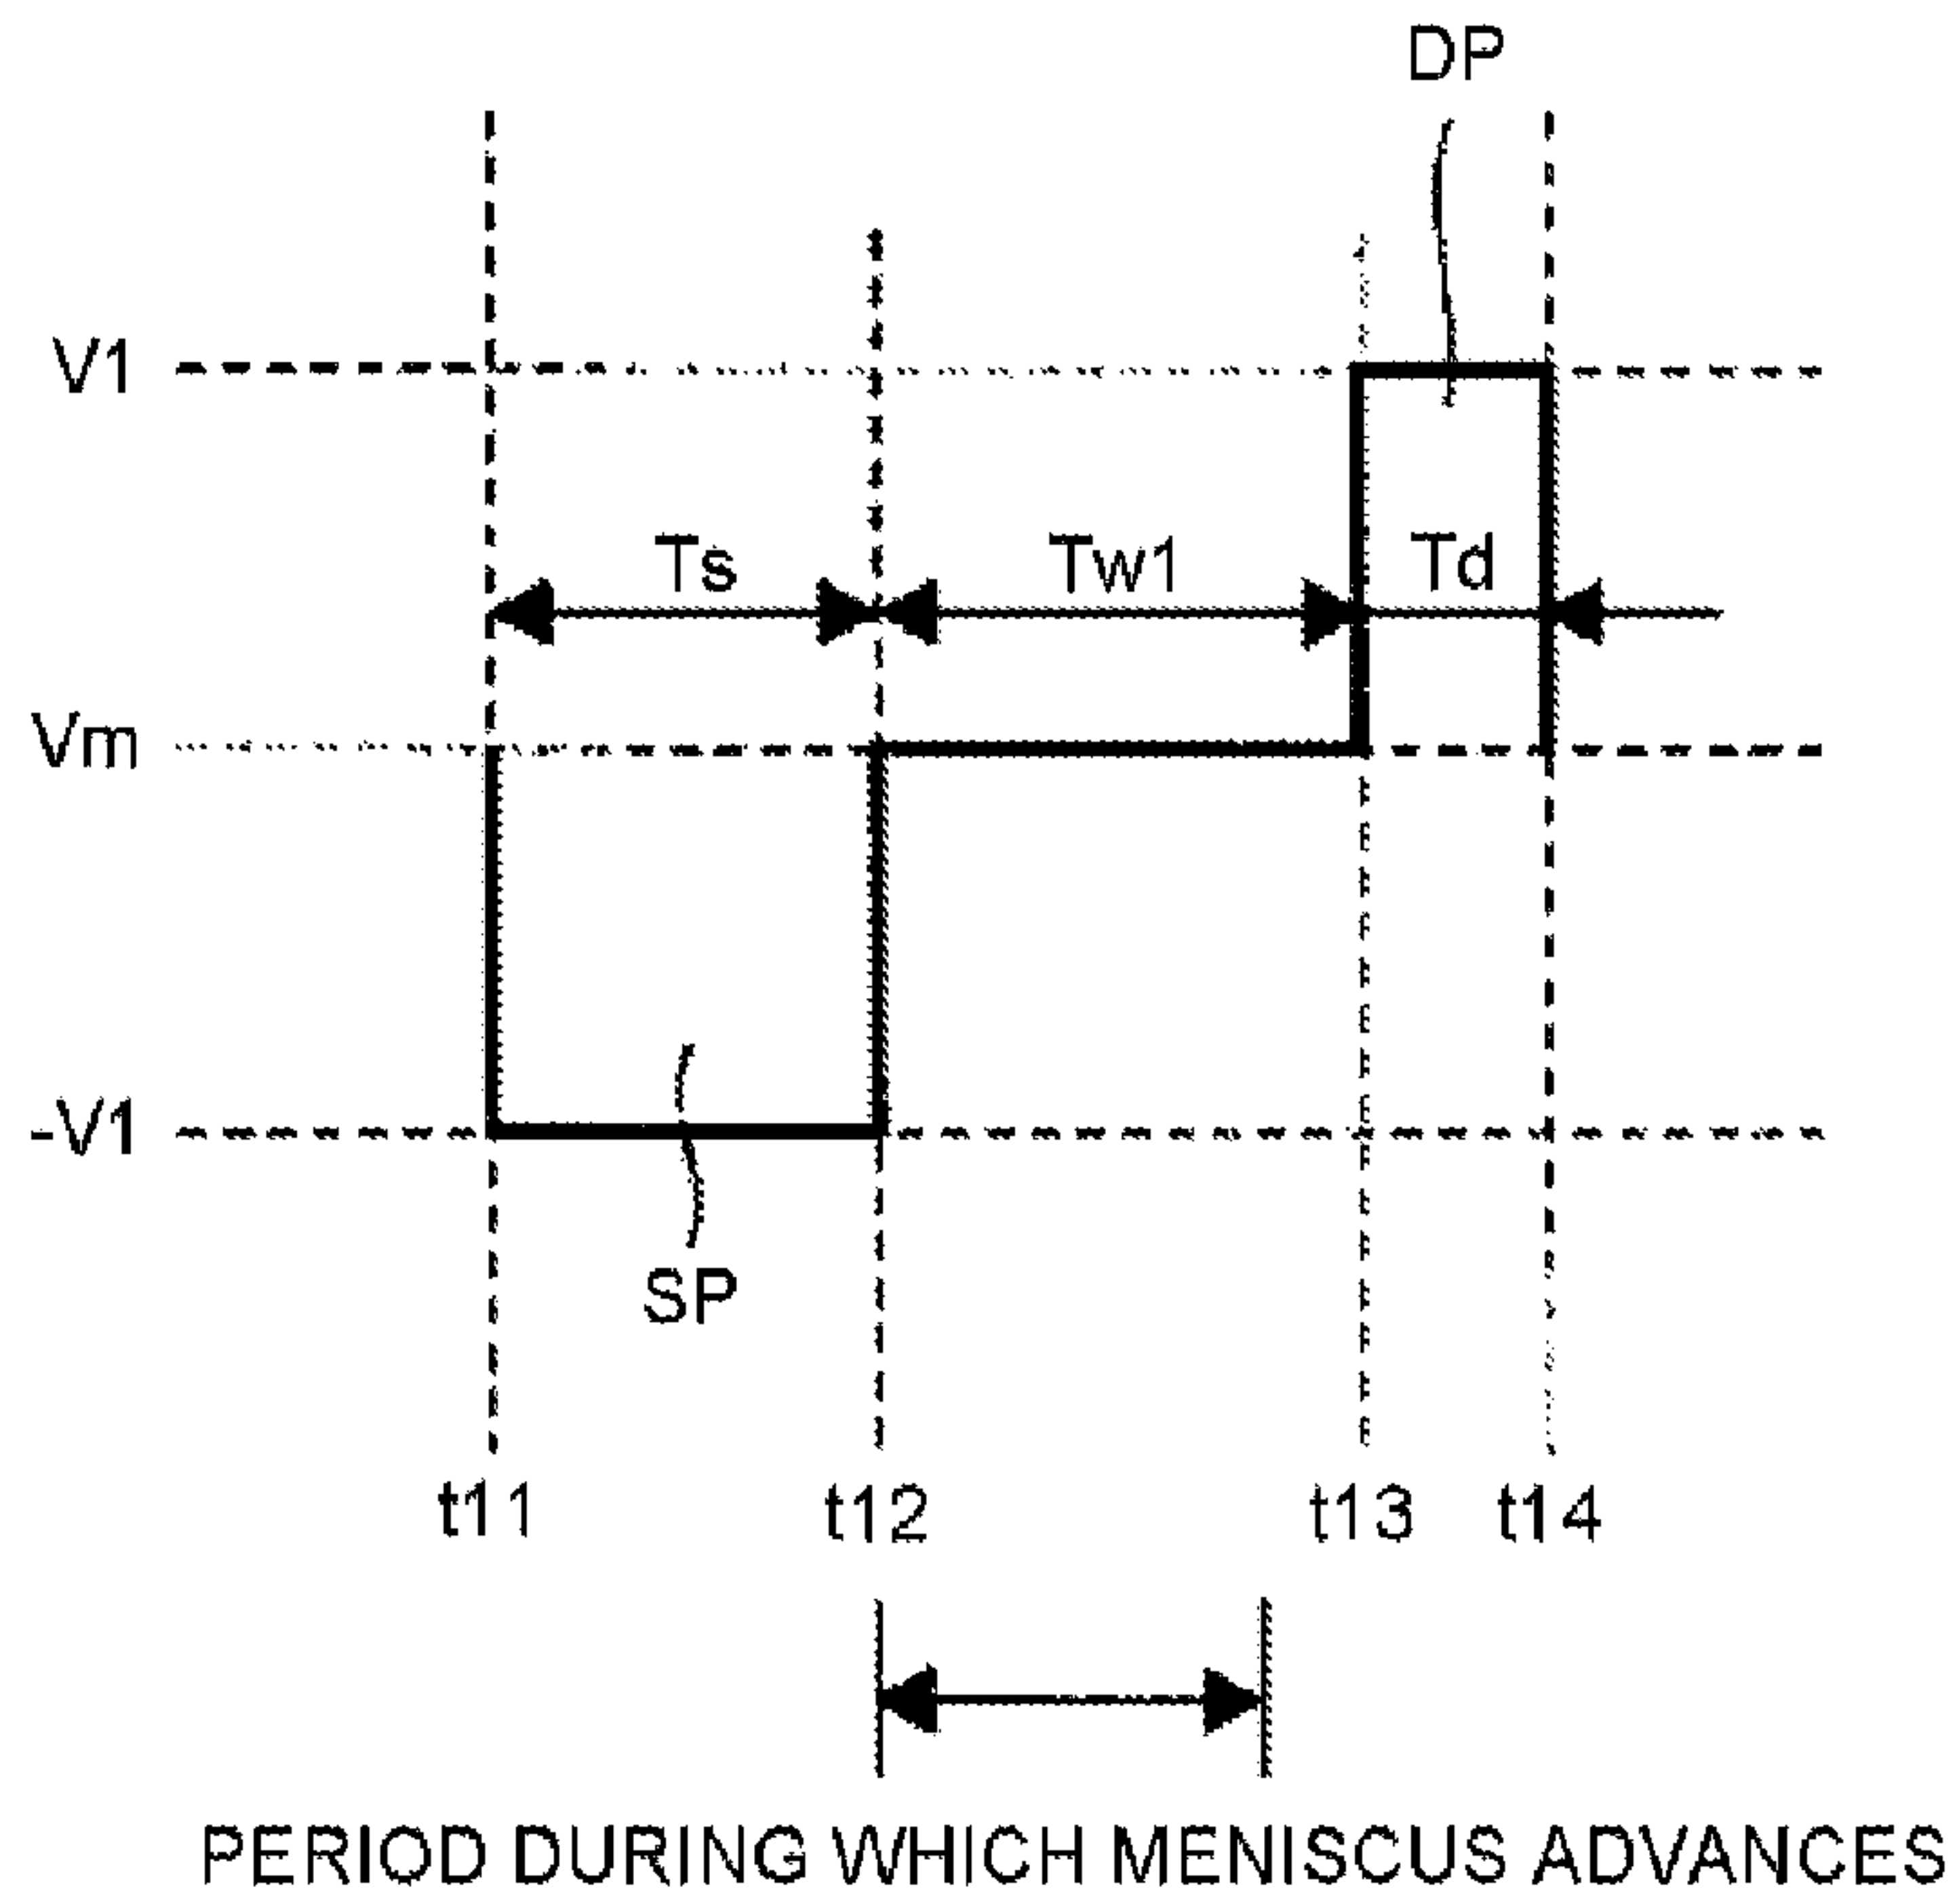 DP
V1
Ts
Tw1
Td
Vm
-V1
SP
t11
t12
t13
t14
PERIOD DURING WHICH MENISCUS ADVANCES